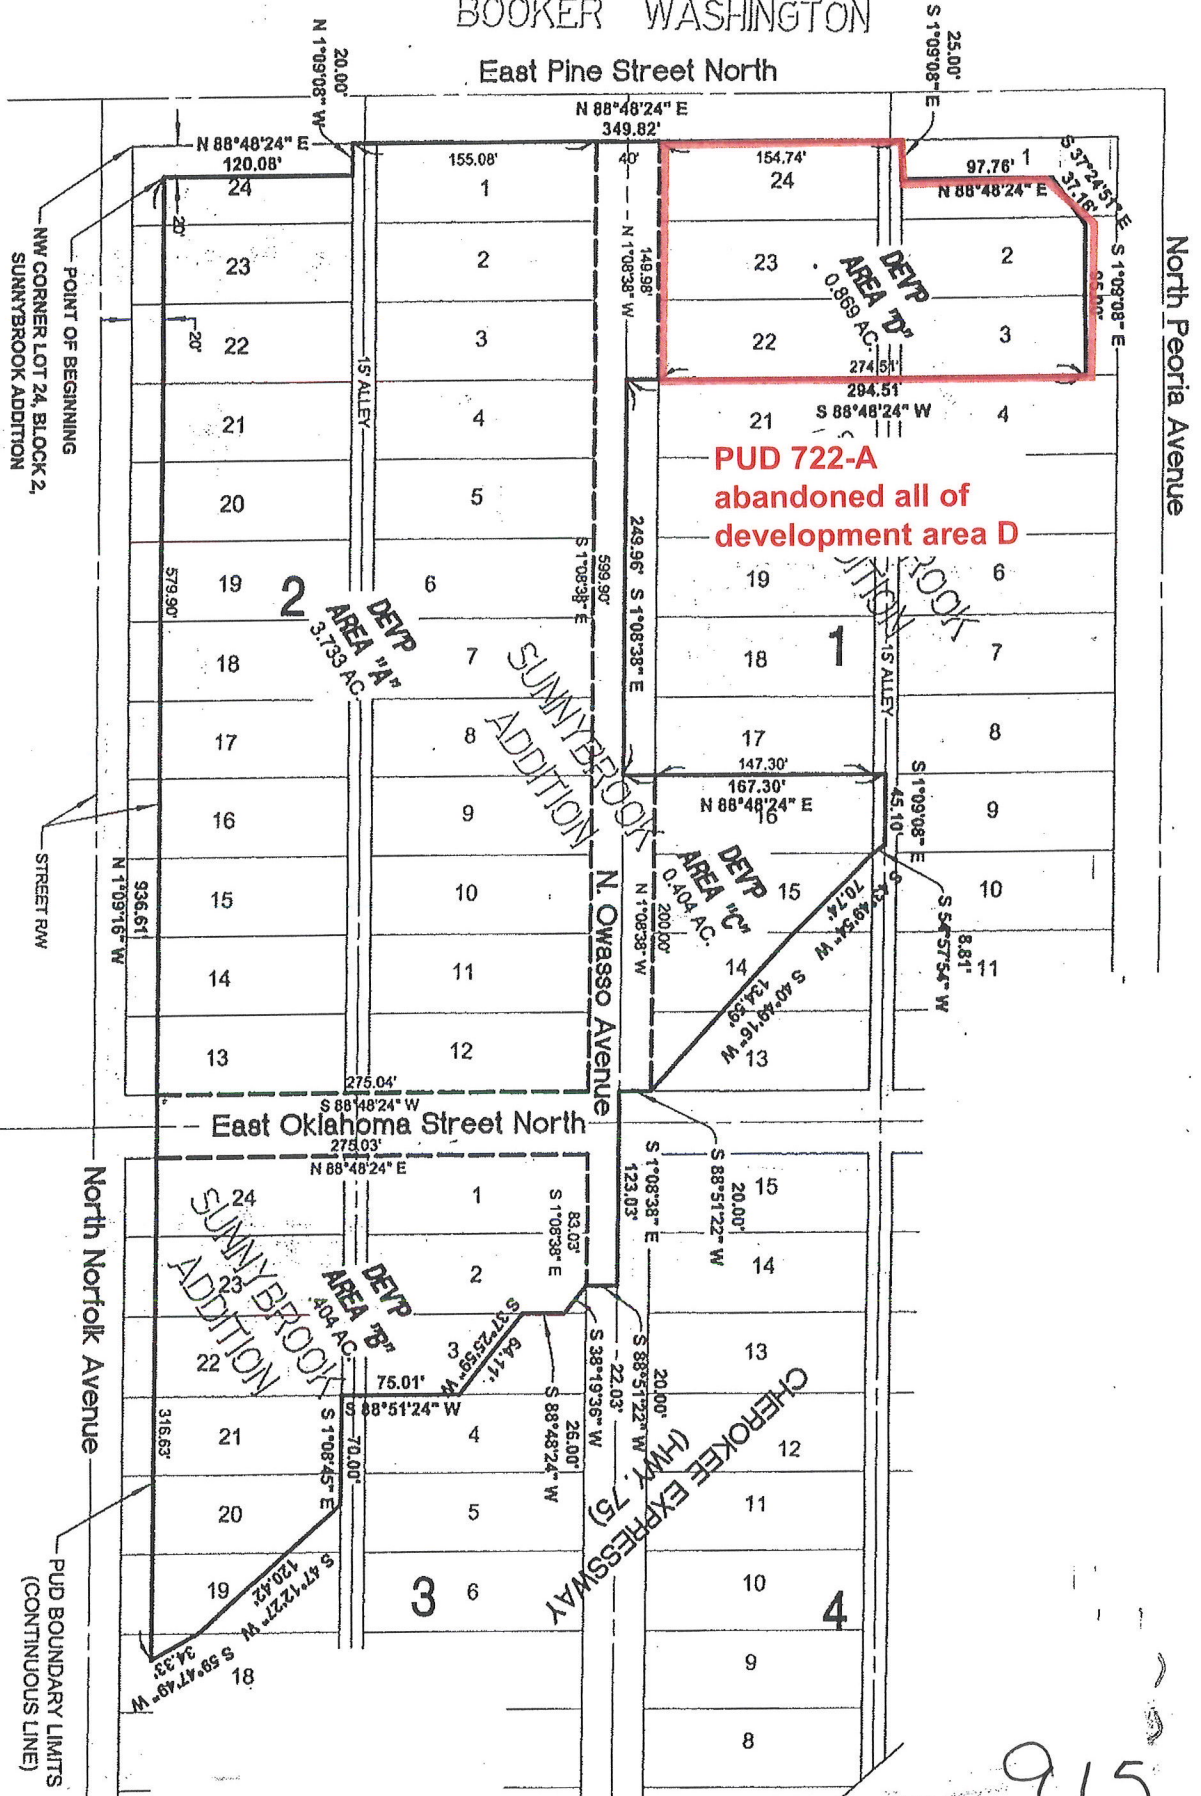 BOOKER WASHINGTON
East Pine Street North
N 88°48'24" E
349.82'
20.00'
N 1°09'08" W
25.00'
S 1°09'08" E
N 88°48'24" E
120.08'
155.08'
40'
154.74'
97.76'
N 88°48'24" E
S 37°24'51" E
37.16'
S 1°09'08" E
North Peoria Avenue
24
1
24
1
20'
23
2
23
2
22
3
22
3
149.98'
N 1°08'38" W
DEV'P
AREA "D"
0.869 AC.
274.51'
294.51
S 88°48'24" W
NW CORNER LOT 24, BLOCK 2,
SUNNYBROOK ADDITION
POINT OF BEGINNING
20'
15' ALLEY
21
4
21
4
PUD 722-A
abandoned all of
development area D
20
5
19
2
6
19
6
249.96'
S 1°08'38" E
599.90'
S 1°08'38" E
579.90'
DEV'P
AREA "A"
3.733 AC.
18
7
18
1
7
15' ALLEY
SUNNYBROOK
ADDITION
17
8
17
8
147.30'
167.30'
N 88°48'24" E
16
9
16
9
S 1°09'08" E
45.10'
STREET R/W
936.61'
N 1°09'16" W
15
10
15
10
DEV'P
AREA "C"
0.404 AC.
200.00'
N 1°08'38" W
S 43°49'54" W
70.74'
8.81'
S 54°57'54" W
14
11
14
11
S 40°49'16" W
134.59'
N. Owasso Avenue
13
12
13
275.04'
S 88°48'24" W
East Oklahoma Street North
275.03'
N 88°48'24" E
20.00'
S 88°51'22" W
S 1°08'38" E
123.03'
24
1
15
83.03'
S 1°08'38" E
23
2
14
SUNNYBROOK
ADDITION
DEV'P
AREA "B"
.404 AC.
22
3
13
S 37°25'59" W
64.11'
26.00'
S 88°48'24" W
S 38°19'36" W
22.03'
20.00'
S 88°51'22" W
75.01'
S 88°51'24" W
70.00'
S 1°08'45" E
North Norfolk Avenue
316.63'
21
4
12
CHEROKEE EXPRESSWAY
(HWY. 75)
20
5
11
19
3
6
10
4
S 47°12'27" W
120.42'
S 59°47'49" W
34.33'
18
9
8
PUD BOUNDARY LIMITS
(CONTINUOUS LINE)
915